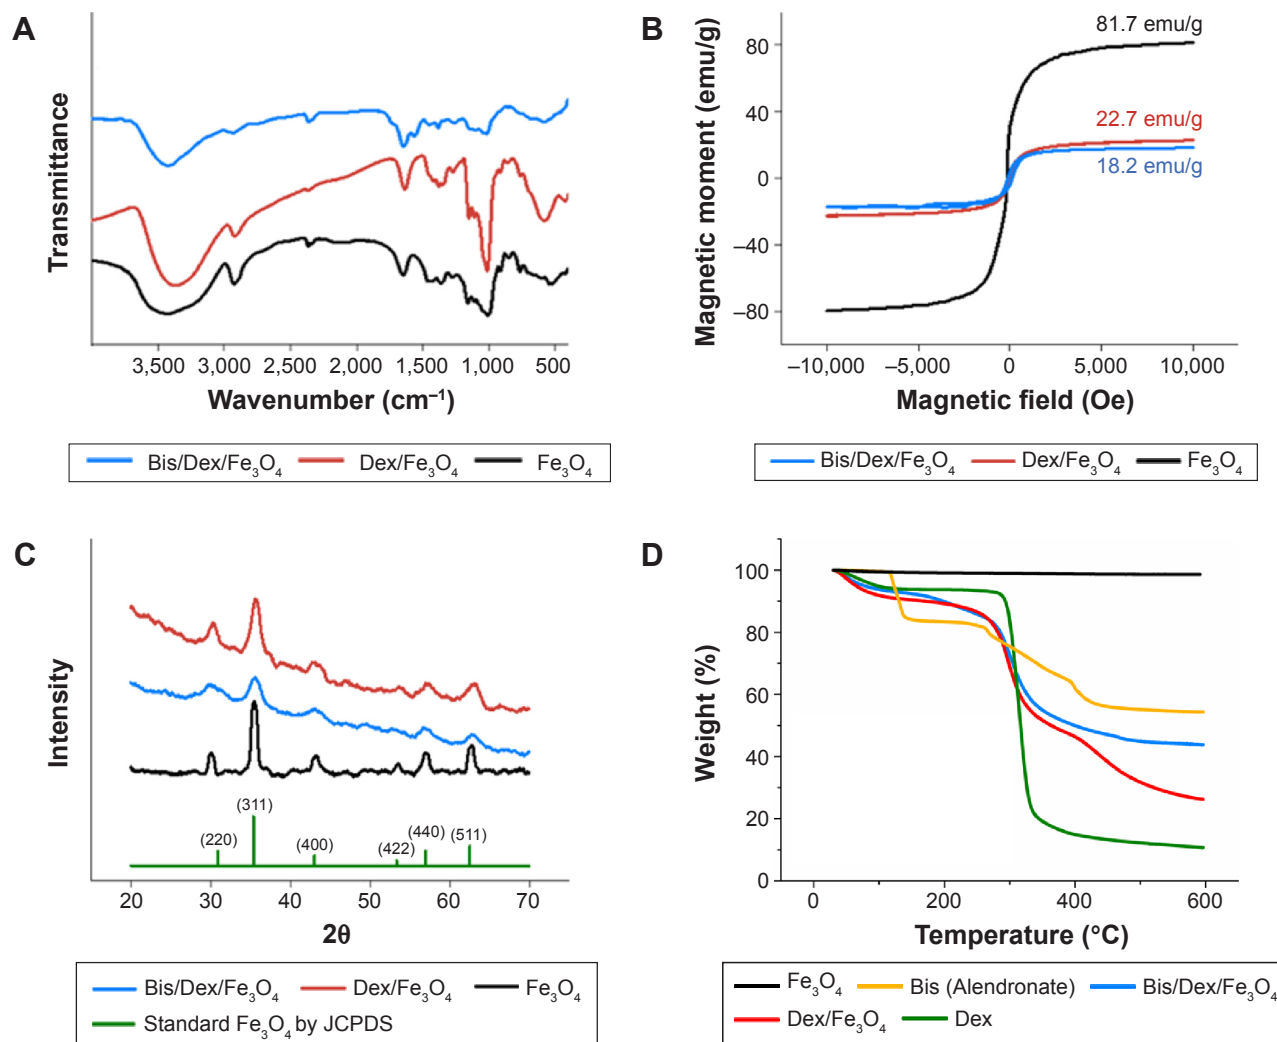 A
Transmittance
3,500 3,000 2,500 2,000 1,500 1,000 500
Wavenumber (cm⁻¹)
Bis/Dex/Fe₃O₄ Dex/Fe₃O₄ Fe₃O₄
B
Magnetic moment (emu/g)
81.7 emu/g
22.7 emu/g
18.2 emu/g
80
40
0
–40
–80
–10,000 –5,000 0 5,000 10,000
Magnetic field (Oe)
Bis/Dex/Fe₃O₄ Dex/Fe₃O₄ Fe₃O₄
C
Intensity
(220) (311) (400) (422) (440) (511)
20 30 40 50 60 70
2θ
Bis/Dex/Fe₃O₄ Dex/Fe₃O₄ Fe₃O₄
Standard Fe₃O₄ by JCPDS
D
Weight (%)
100
80
60
40
20
0
0 200 400 600
Temperature (°C)
Fe₃O₄ Bis (Alendronate) Bis/Dex/Fe₃O₄
Dex/Fe₃O₄ Dex